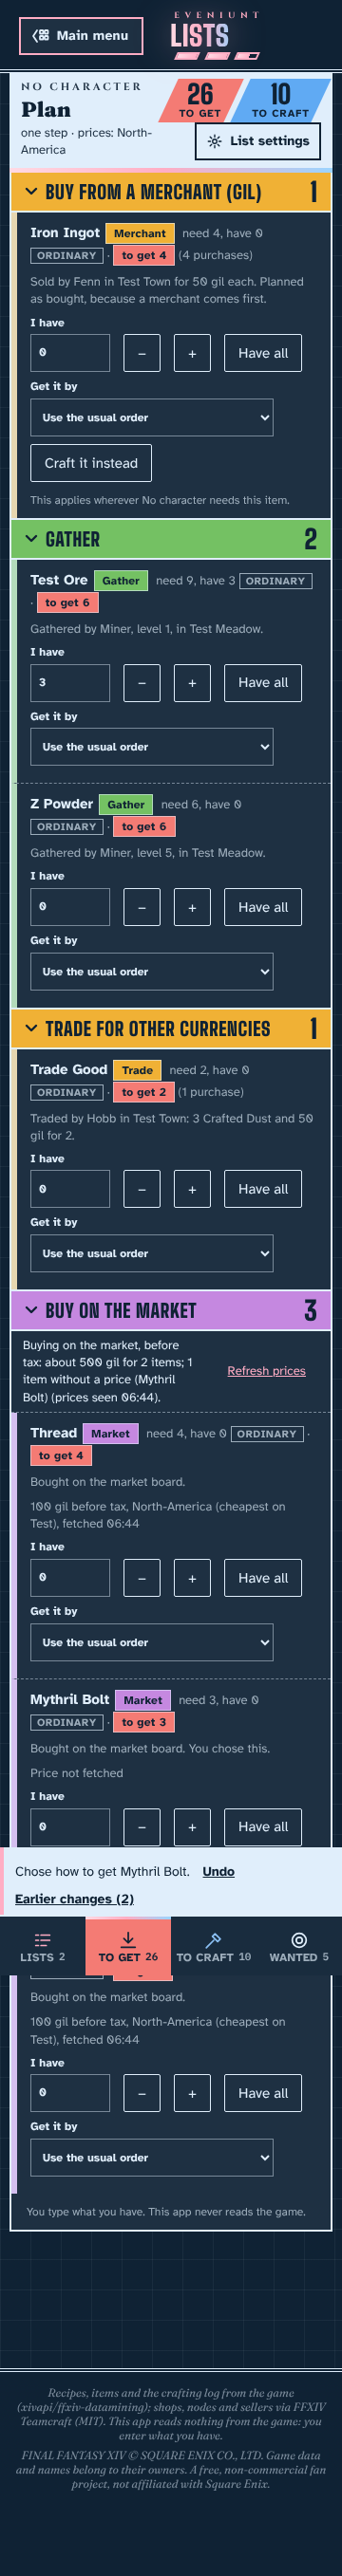 Main menu
EVENIUNT
LISTS
NO CHARACTER
Plan
one step · prices: North-
America
26
TO GET
10
TO CRAFT
List settings
BUY FROM A MERCHANT (GIL) 1
Iron Ingot Merchant need 4, have 0
ORDINARY · to get 4 (4 purchases)
Sold by Fenn in Test Town for 50 gil each. Planned
as bought, because a merchant comes first.
I have
0 − + Have all
Get it by
Use the usual order
Craft it instead
This applies wherever No character needs this item.
GATHER 2
Test Ore Gather need 9, have 3 ORDINARY
· to get 6
Gathered by Miner, level 1, in Test Meadow.
I have
3 − + Have all
Get it by
Use the usual order
Z Powder Gather need 6, have 0
ORDINARY · to get 6
Gathered by Miner, level 5, in Test Meadow.
I have
0 − + Have all
Get it by
Use the usual order
TRADE FOR OTHER CURRENCIES 1
Trade Good Trade need 2, have 0
ORDINARY · to get 2 (1 purchase)
Traded by Hobb in Test Town: 3 Crafted Dust and 50
gil for 2.
I have
0 − + Have all
Get it by
Use the usual order
BUY ON THE MARKET 3
Buying on the market, before
tax: about 500 gil for 2 items; 1
item without a price (Mythril
Bolt) (prices seen 06:44).
Refresh prices
Thread Market need 4, have 0 ORDINARY ·
to get 4
Bought on the market board.
100 gil before tax, North-America (cheapest on
Test), fetched 06:44
I have
0 − + Have all
Get it by
Use the usual order
Mythril Bolt Market need 3, have 0
ORDINARY · to get 3
Bought on the market board. You chose this.
Price not fetched
I have
0 − + Have all
Chose how to get Mythril Bolt. Undo
Earlier changes (2)
LISTS 2
TO GET 26
TO CRAFT 10
WANTED 5
Bought on the market board.
100 gil before tax, North-America (cheapest on
Test), fetched 06:44
I have
0 − + Have all
Get it by
Use the usual order
You type what you have. This app never reads the game.
Recipes, items and the crafting log from the game
(xivapi/ffxiv-datamining); shops, nodes and sellers via FFXIV
Teamcraft (MIT). This app reads nothing from the game: you
enter what you have.
FINAL FANTASY XIV © SQUARE ENIX CO., LTD. Game data
and names belong to their owners. A free, non-commercial fan
project, not affiliated with Square Enix.